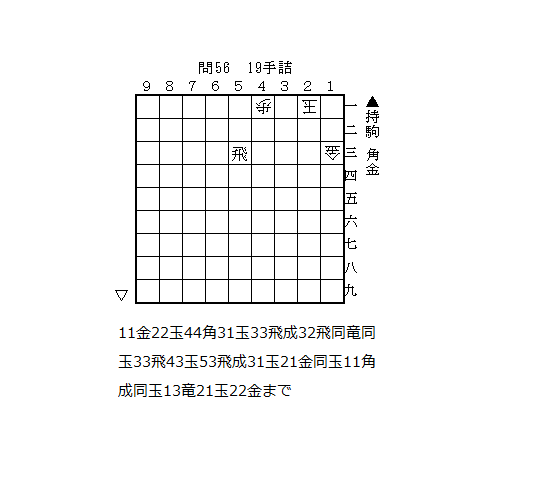 問56 19手詰
9 8 7 6 5 4 3 2 1
歩 玉 一
二
飛 金 三
四
五
六
七
八
九
▲持駒 角金
▽
11金22玉44角31玉33飛成32飛同竜同
玉33飛43玉53飛成31玉21金同玉11角
成同玉13竜21玉22金まで